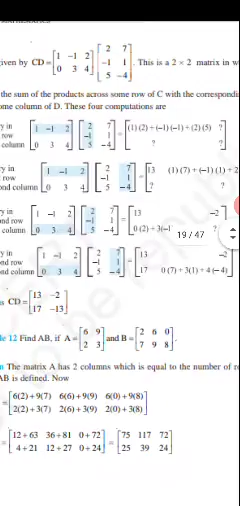 iven by CD = [1 −1 2 / 0 3 4] [2 7 / −1 1 / 5 −4]. This is a 2 × 2 matrix in w
the sum of the products across some row of C with the correspondi
ome column of D. These four computations are
ry in row column [1 −1 2 / 0 3 4] [2 7 / −1 1 / 5 −4] = [(1) (2) + (−1) (−1) + (2) (5) ? / ? ?]
ry in row ond column [1 −1 2 / 0 3 4] [2 7 / −1 1 / 5 −4] = [13 (1) (7) + (−1) (1) + 2 / ? ?
ry in nd row column [1 −1 2 / 0 3 4] [2 7 / −1 1 / 5 −4] = [13 −2 / 0 (2) + 3(−1 ?
19 / 47
ry in nd row nd column [1 −1 2 / 0 3 4] [2 7 / −1 1 / 5 −4] = [13 −2 / 17 0 (7) + 3(1) + 4 (−4)
s CD = [13 −2 / 17 −13]
le 12 Find AB, if A = [6 9 / 2 3] and B = [2 6 0 / 7 9 8].
n The matrix A has 2 columns which is equal to the number of ro
AB is defined. Now
= [6(2) + 9(7) 6(6) + 9(9) 6(0) + 9(8) / 2(2) + 3(7) 2(6) + 3(9) 2(0) + 3(8)]
= [12 + 63 36 + 81 0 + 72 / 4 + 21 12 + 27 0 + 24] = [75 117 72 / 25 39 24]